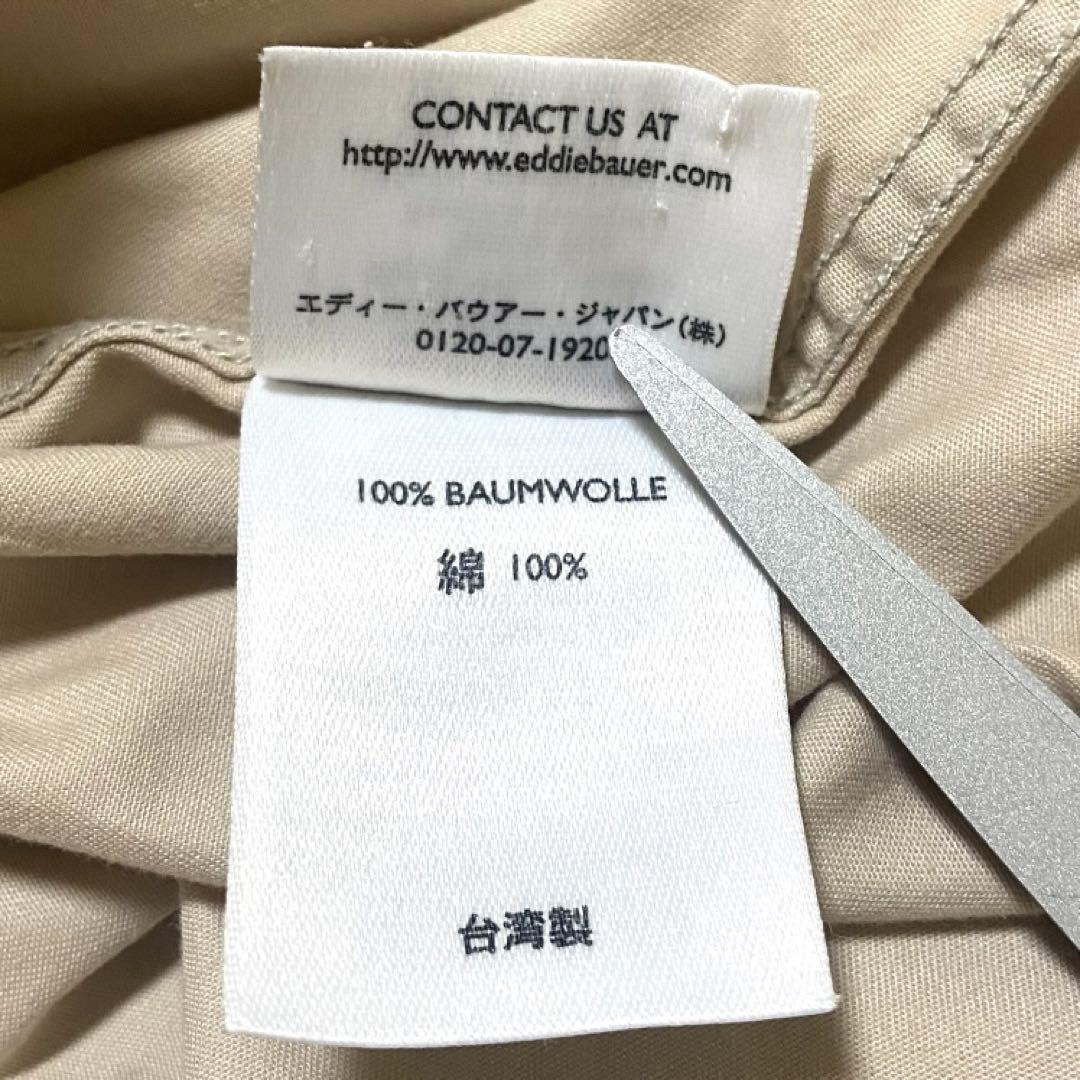 CONTACT US AT
http://www.eddiebauer.com
エディー・バウアー・ジャパン(株)
0120-07-1920
100% BAUMWOLLE
綿 100%
台湾製